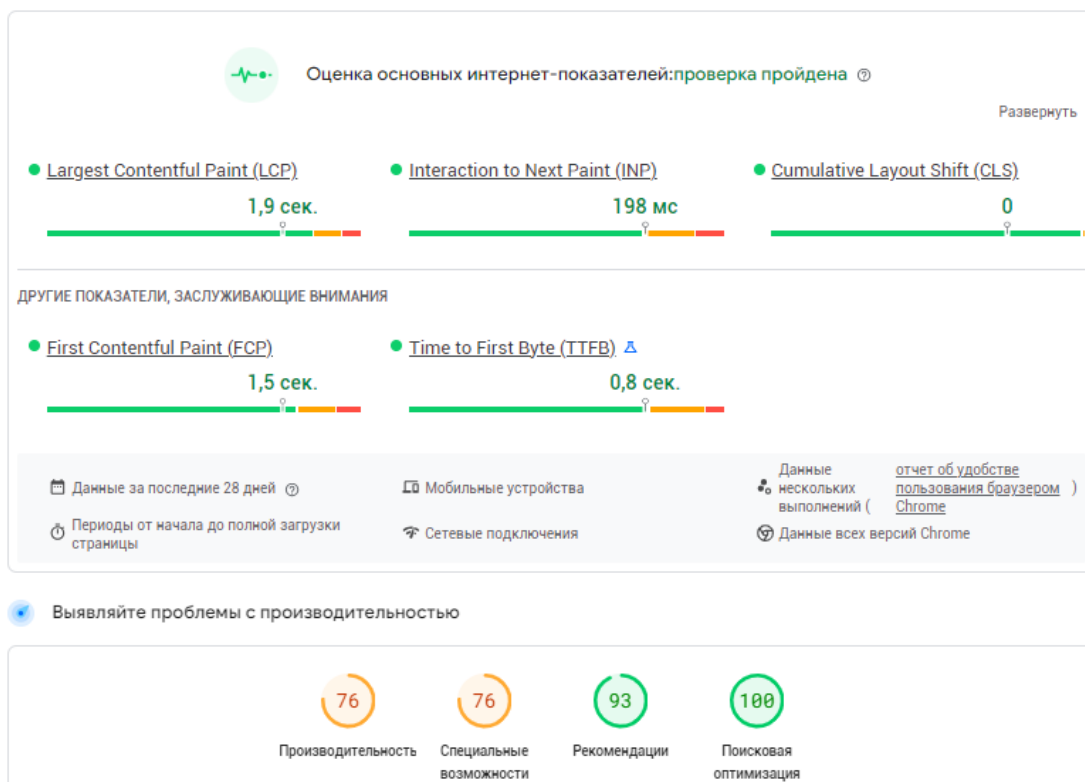 Оценка основных интернет-показателей:проверка пройдена
Развернуть
Largest Contentful Paint (LCP)
1,9 сек.
Interaction to Next Paint (INP)
198 мс
Cumulative Layout Shift (CLS)
0
ДРУГИЕ ПОКАЗАТЕЛИ, ЗАСЛУЖИВАЮЩИЕ ВНИМАНИЯ
First Contentful Paint (FCP)
1,5 сек.
Time to First Byte (TTFB)
0,8 сек.
Данные за последние 28 дней
Мобильные устройства
Данные
нескольких
выполнений (
отчет об удобстве
пользования браузером )
Chrome
Периоды от начала до полной загрузки
страницы
Сетевые подключения
Данные всех версий Chrome
Выявляйте проблемы с производительностью
76
Производительность
76
Специальные
возможности
93
Рекомендации
100
Поисковая
оптимизация